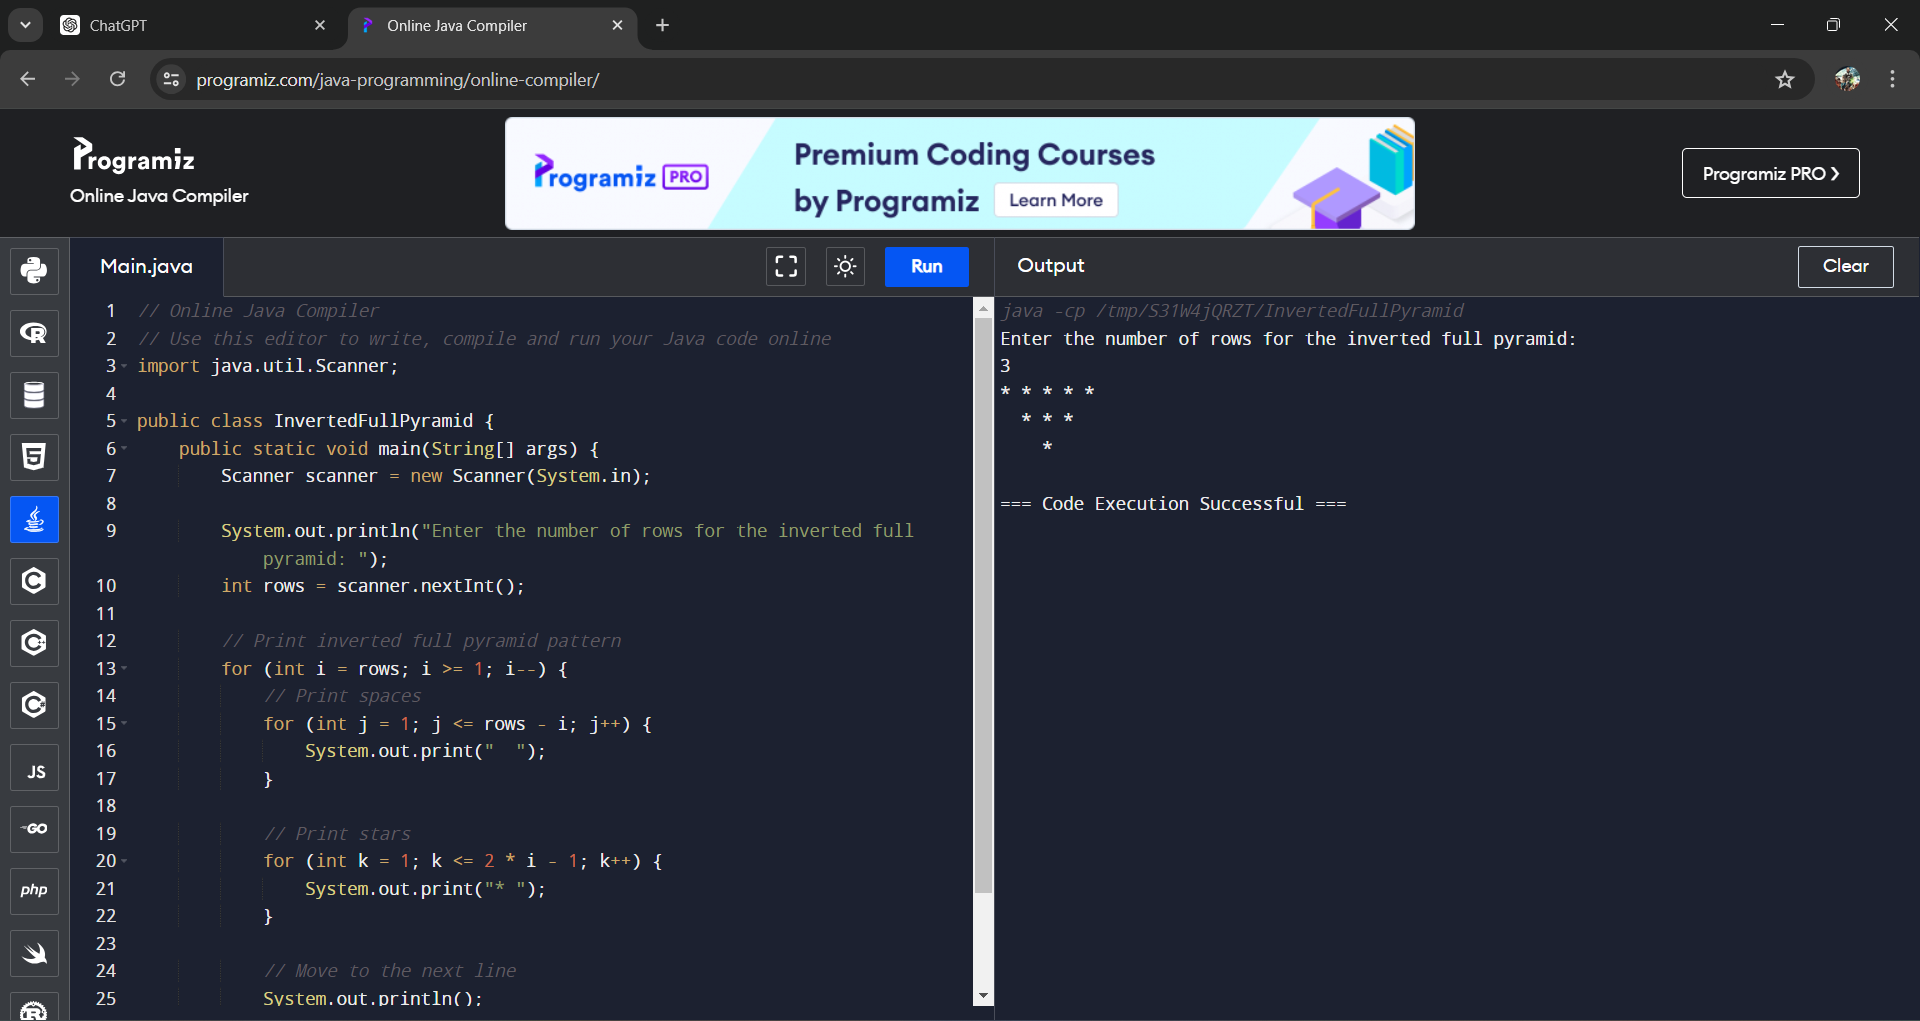 ChatGPT
Online Java Compiler
programiz.com/java-programming/online-compiler/
Programiz
Online Java Compiler
Programiz PRO
Premium Coding Courses
by Programiz
Learn More
Programiz PRO ❯
Main.java
Run
Output
Clear
1 // Online Java Compiler
2 // Use this editor to write, compile and run your Java code online
3 import java.util.Scanner;
4
5 public class InvertedFullPyramid {
6 public static void main(String[] args) {
7 Scanner scanner = new Scanner(System.in);
8
9 System.out.println("Enter the number of rows for the inverted full
pyramid: ");
10 int rows = scanner.nextInt();
11
12 // Print inverted full pyramid pattern
13 for (int i = rows; i >= 1; i--) {
14 // Print spaces
15 for (int j = 1; j <= rows - i; j++) {
16 System.out.print("  ");
17 }
18
19 // Print stars
20 for (int k = 1; k <= 2 * i - 1; k++) {
21 System.out.print("* ");
22 }
23
24 // Move to the next line
25 System.out.println();
java -cp /tmp/S31W4jQRZT/InvertedFullPyramid
Enter the number of rows for the inverted full pyramid:
3
* * * * *
* * *
*
=== Code Execution Successful ===
R
5
C
C
C
JS
GO
php
R